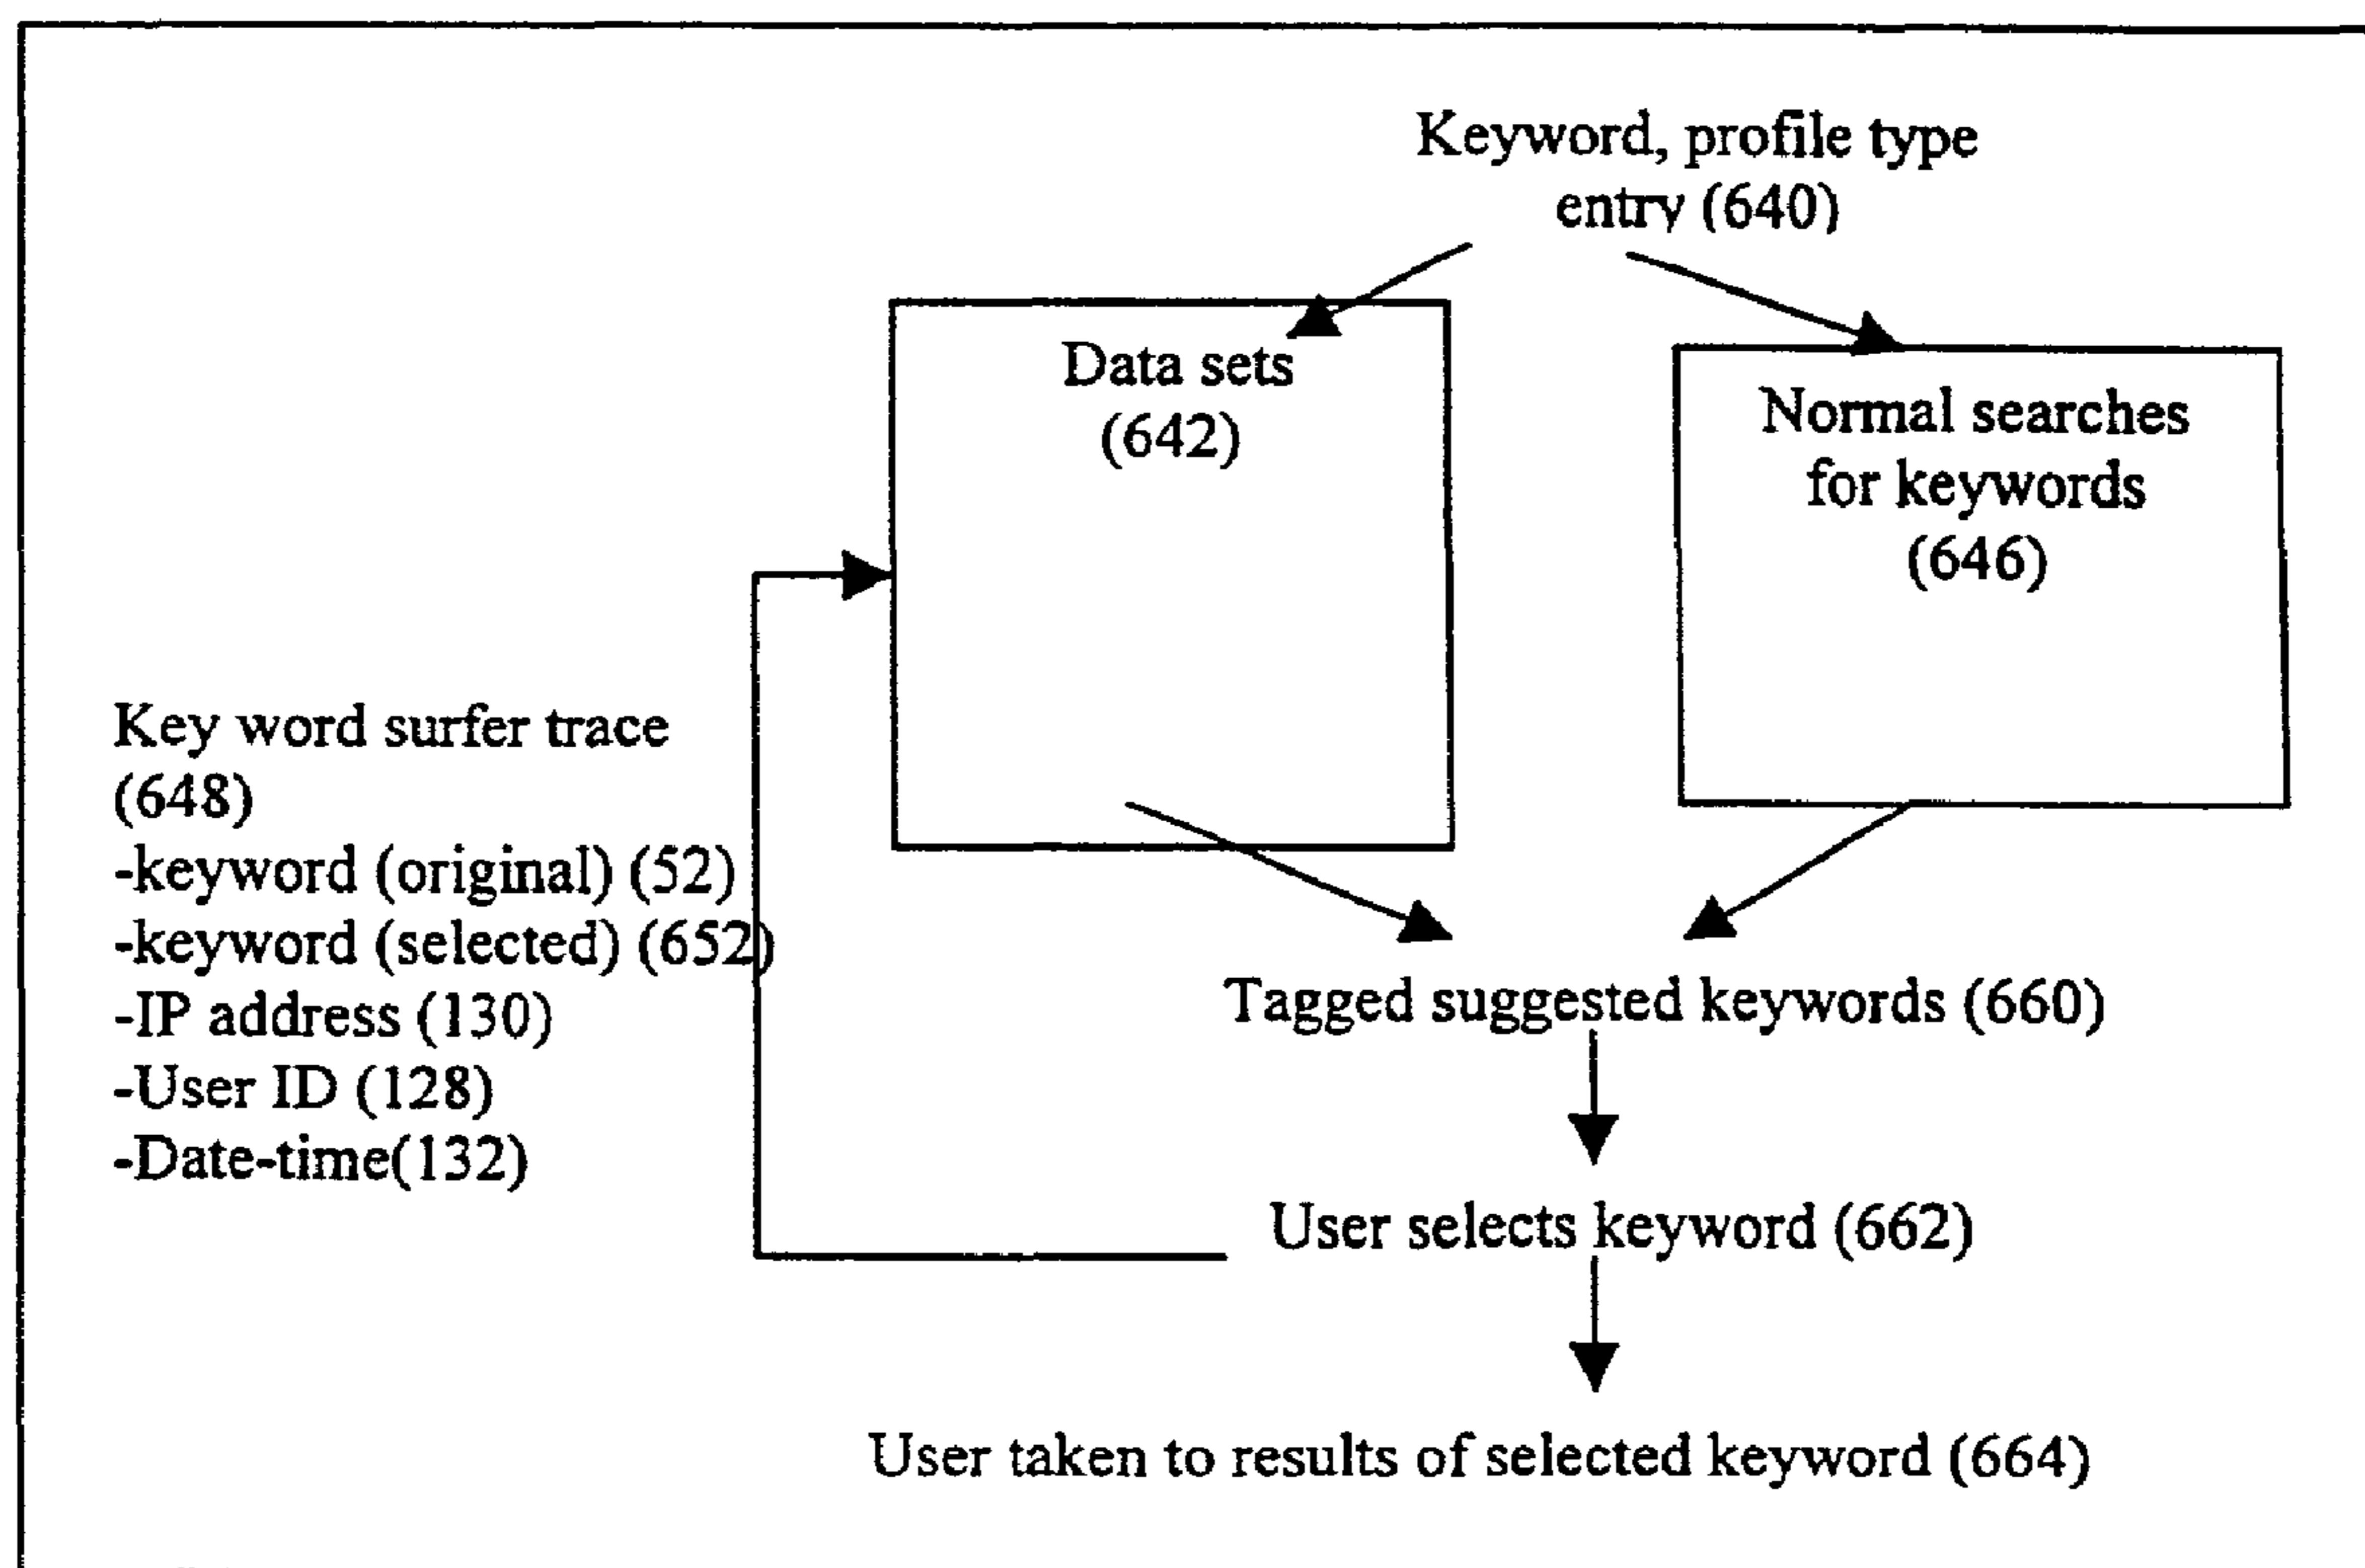 Keyword, profile type
entry (640)
Data sets
(642)
Normal searches
for keywords
(646)
Key word surfer trace
(648)
-keyword (original) (52)
-keyword (selected) (652)
-IP address (130)
-User ID (128)
-Date-time(132)
Tagged suggested keywords (660)
User selects keyword (662)
User taken to results of selected keyword (664)